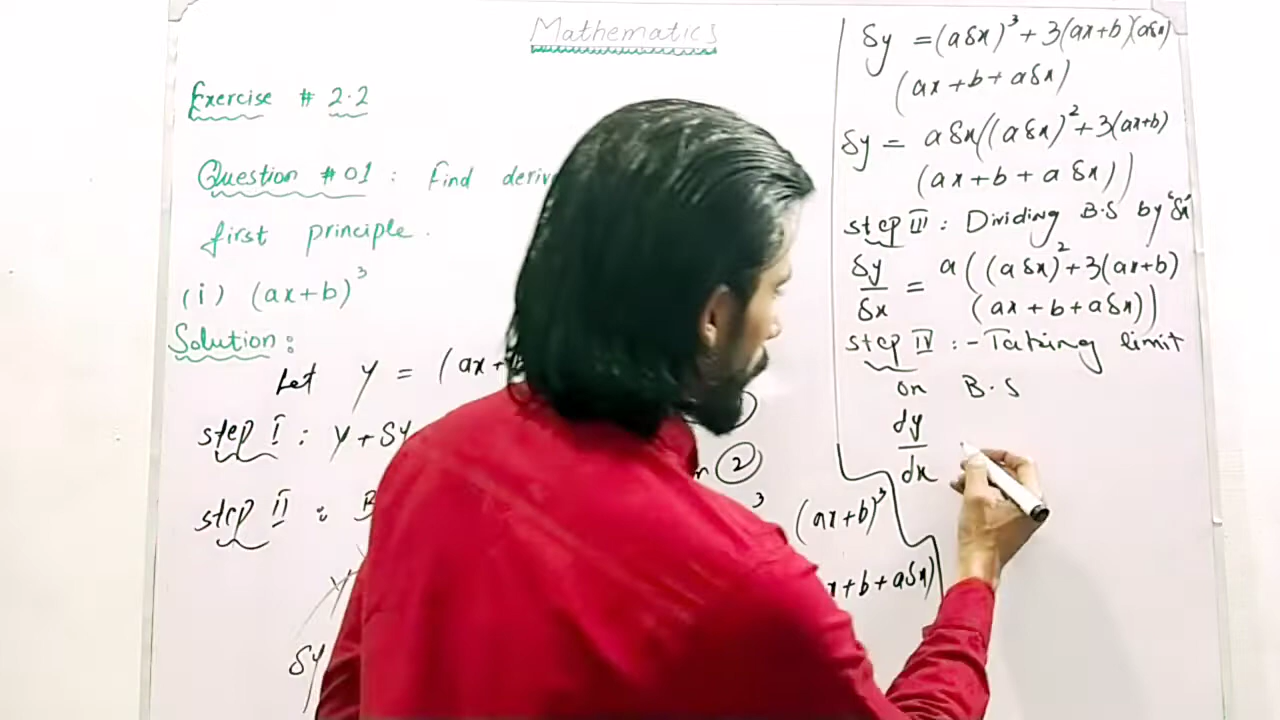 Mathematics
Exercise # 2.2
Question # 01 : Find
first principle.
(i) (ax+b)³
Solution :
Let y = (ax +
step I : y + δy
②
step II :
³ (ax+b)³
+ b + aδx)
δy
δy = (aδx)³ + 3(ax+b)(aδx)
(ax + b + aδx)
δy = aδx((aδx)² + 3(ax+b)
(ax + b + a δx))
step III : Dividing B.S by "δx"
δy/δx = a((aδx)² + 3(ax+b)
(ax + b + aδx))
step IV :- Taking limit
on B.S
dy/dx